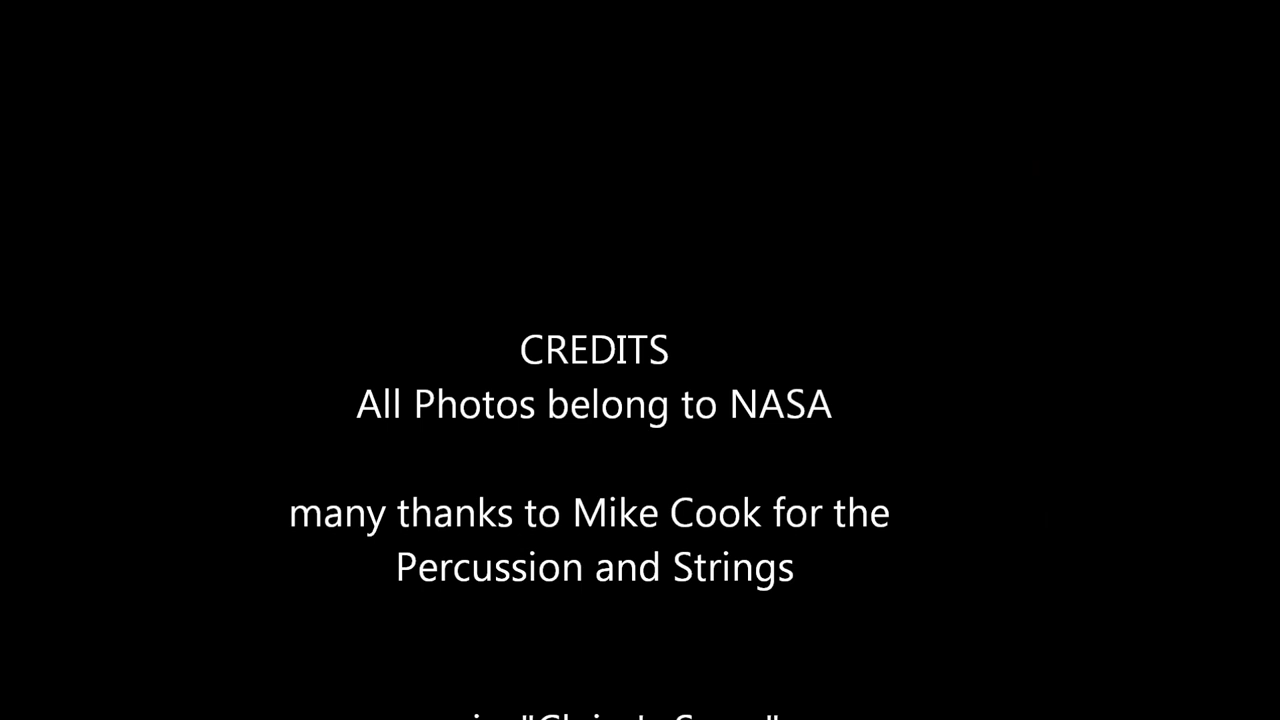 CREDITS
All Photos belong to NASA
many thanks to Mike Cook for the
Percussion and Strings